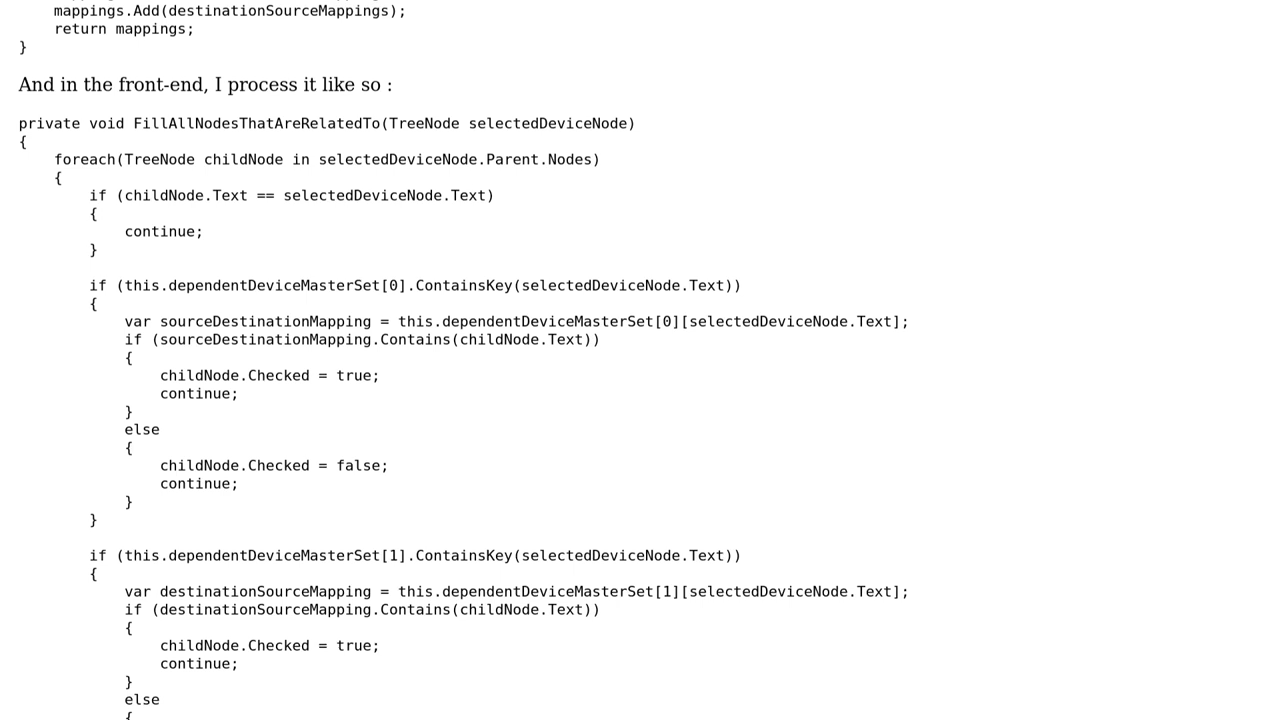 mappings.Add(destinationSourceMappings);
return mappings;
}
And in the front-end, I process it like so :
private void FillAllNodesThatAreRelatedTo(TreeNode selectedDeviceNode)
{
foreach(TreeNode childNode in selectedDeviceNode.Parent.Nodes)
{
if (childNode.Text == selectedDeviceNode.Text)
{
continue;
}
if (this.dependentDeviceMasterSet[0].ContainsKey(selectedDeviceNode.Text))
{
var sourceDestinationMapping = this.dependentDeviceMasterSet[0][selectedDeviceNode.Text];
if (sourceDestinationMapping.Contains(childNode.Text))
{
childNode.Checked = true;
continue;
}
else
{
childNode.Checked = false;
continue;
}
}
if (this.dependentDeviceMasterSet[1].ContainsKey(selectedDeviceNode.Text))
{
var destinationSourceMapping = this.dependentDeviceMasterSet[1][selectedDeviceNode.Text];
if (destinationSourceMapping.Contains(childNode.Text))
{
childNode.Checked = true;
continue;
}
else
{